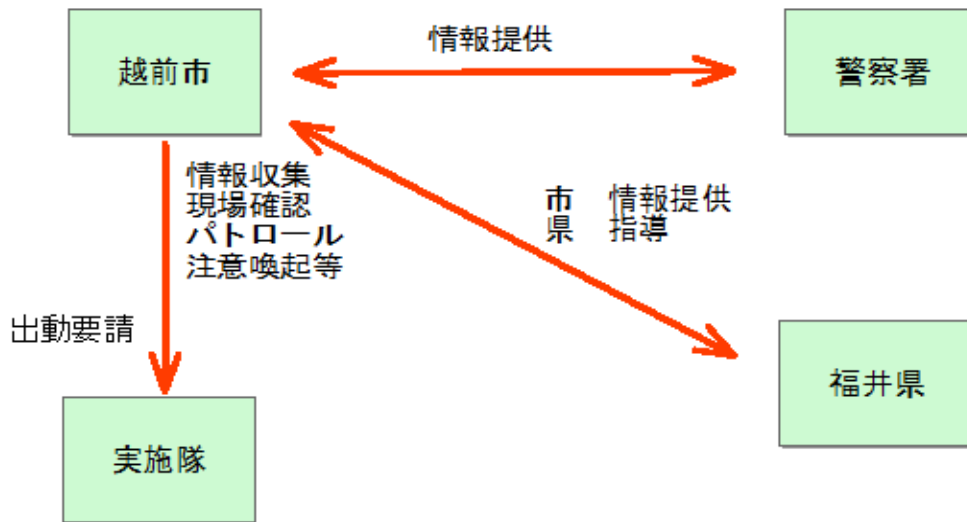 情報提供
越前市
警察署
情報収集
現場確認
パトロール
注意喚起等
市 情報提供
県 指導
出動要請
福井県
実施隊